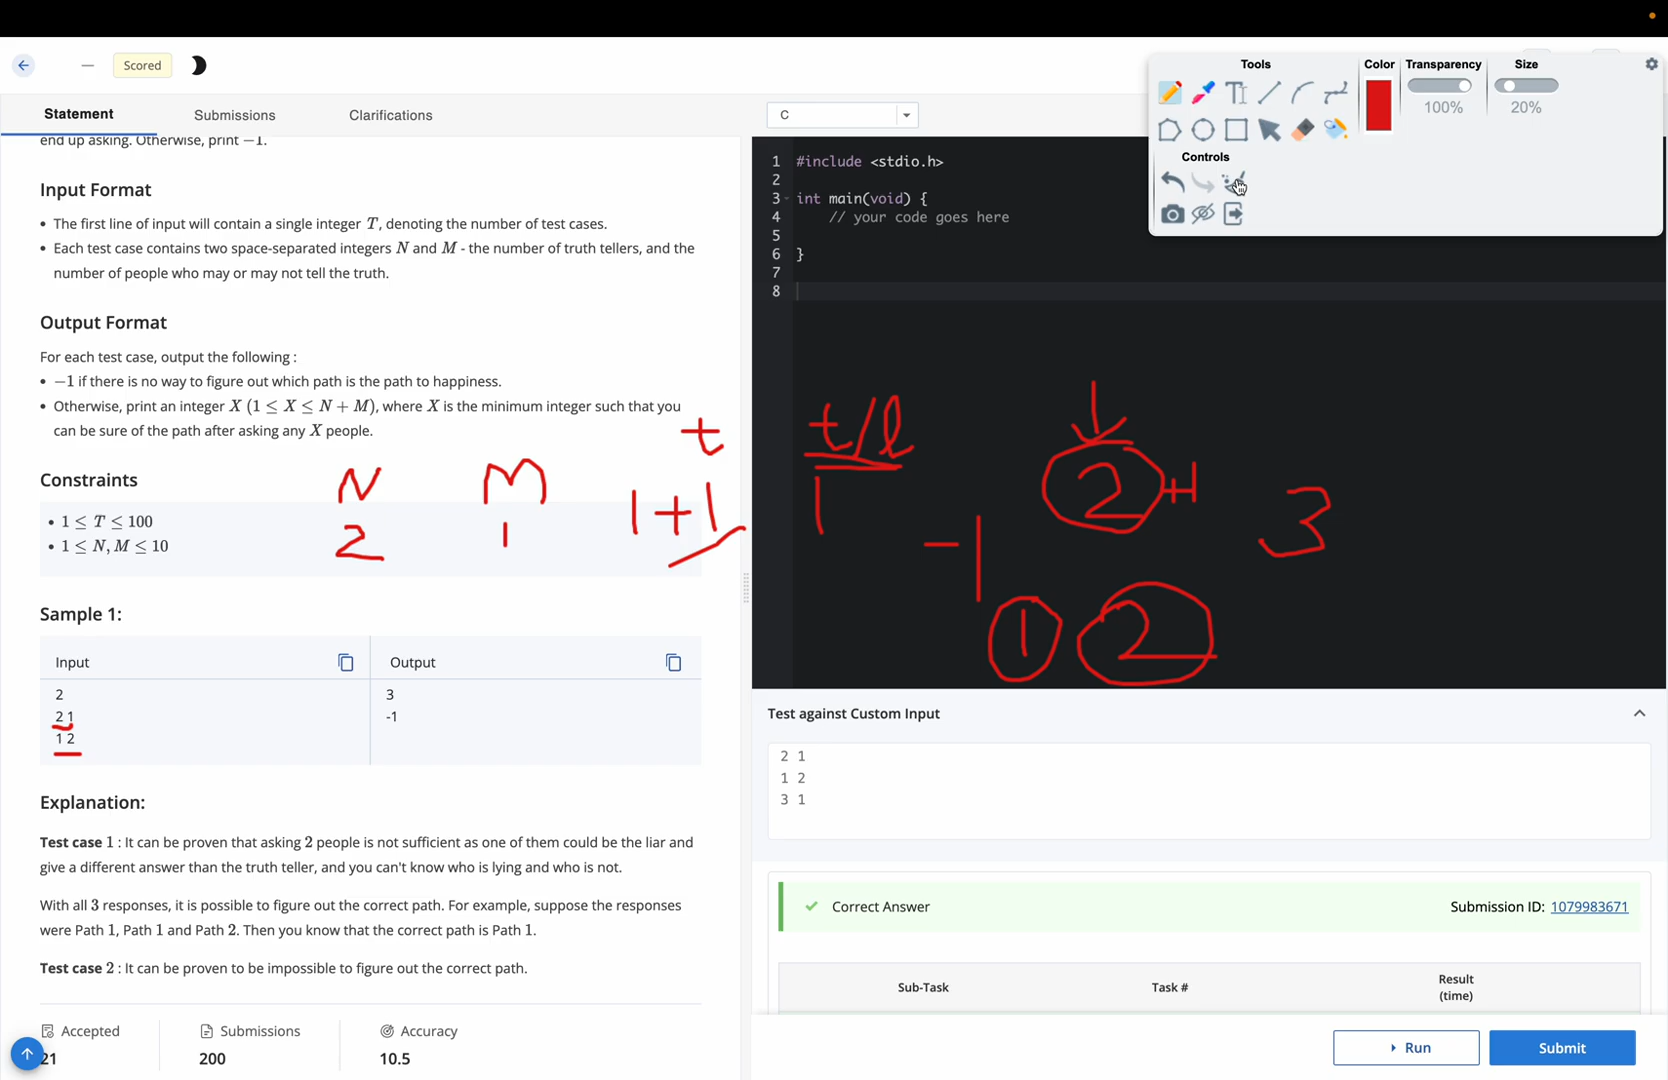 Scored
Tools
Color
Transparency
Size
100%
20%
Controls
Statement
Submissions
Clarifications
C
end up asking. Otherwise, print −1.
Input Format
• The first line of input will contain a single integer T, denoting the number of test cases.
• Each test case contains two space-separated integers N and M - the number of truth tellers, and the
number of people who may or may not tell the truth.
Output Format
For each test case, output the following :
• −1 if there is no way to figure out which path is the path to happiness.
• Otherwise, print an integer X (1 ≤ X ≤ N + M), where X is the minimum integer such that you
can be sure of the path after asking any X people.
Constraints
• 1 ≤ T ≤ 100
• 1 ≤ N, M ≤ 10
N
M
t
2
1
1+1
Sample 1:
Input
Output
2
2 1
1 2
3
-1
Explanation:
Test case 1 : It can be proven that asking 2 people is not sufficient as one of them could be the liar and
give a different answer than the truth teller, and you can't know who is lying and who is not.
With all 3 responses, it is possible to figure out the correct path. For example, suppose the responses
were Path 1, Path 1 and Path 2. Then you know that the correct path is Path 1.
Test case 2 : It can be proven to be impossible to figure out the correct path.
Accepted
21
Submissions
200
Accuracy
10.5
1 #include <stdio.h>
2
3 int main(void) {
4 // your code goes here
5
6 }
7
8
t/l
1
2+1
3
-1
1
2
Test against Custom Input
2 1
1 2
3 1
Correct Answer
Submission ID: 1079983671
Sub-Task
Task #
Result
(time)
Run
Submit